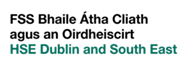 FSS Bhaile Átha Cliath
agus an Oirdheiscirt
HSE Dublin and South East